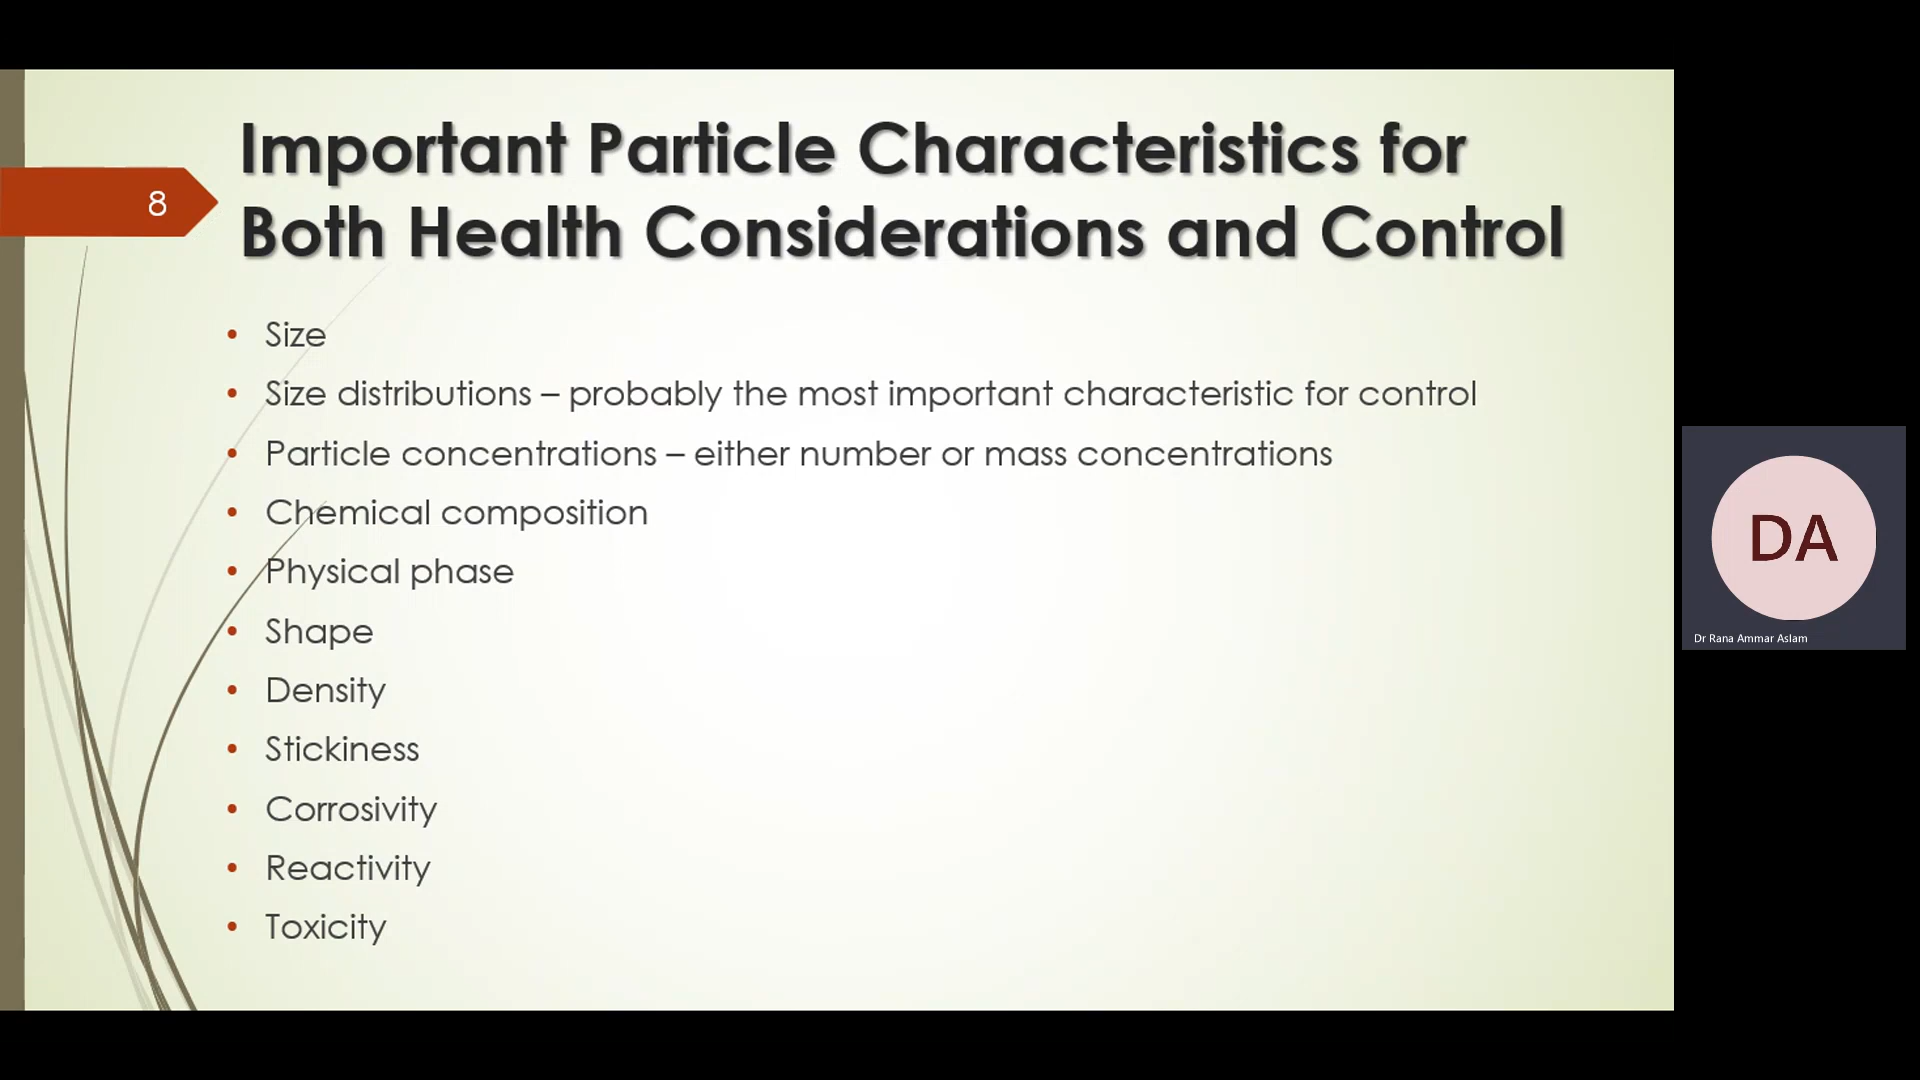 Important Particle Characteristics for
Both Health Considerations and Control
8
• Size
• Size distributions – probably the most important characteristic for control
• Particle concentrations – either number or mass concentrations
• Chemical composition
• Physical phase
• Shape
• Density
• Stickiness
• Corrosivity
• Reactivity
• Toxicity
DA
Dr Rana Ammar Aslam